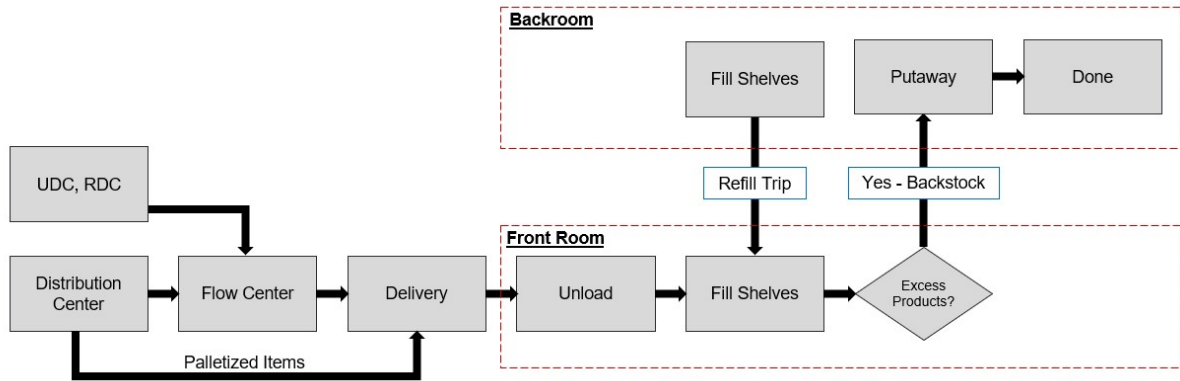 Backroom
Fill Shelves
Putaway
Done
UDC, RDC
Refill Trip
Yes - Backstock
Front Room
Distribution
Center
Flow Center
Delivery
Unload
Fill Shelves
Excess
Products?
Palletized Items